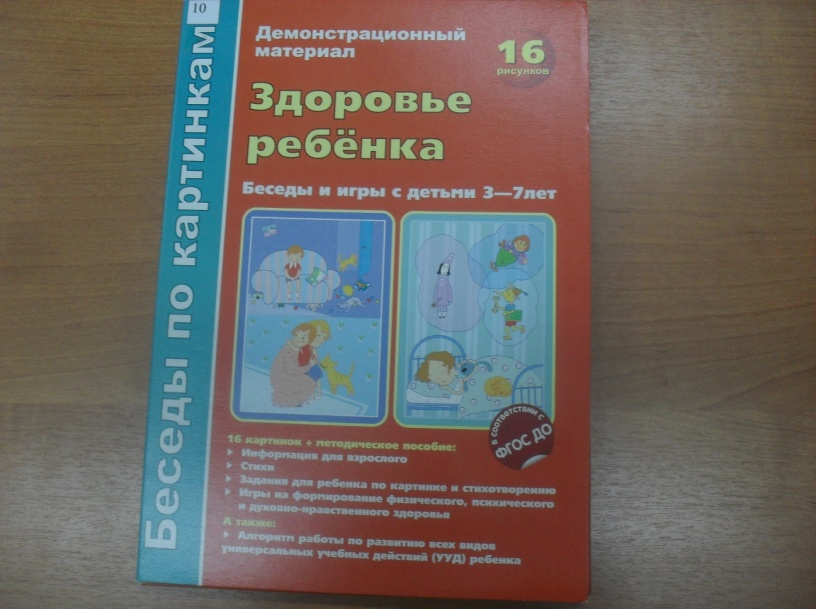 10
Беседы по картинкам
Демонстрационный
материал
16
рисунков
Здоровье
ребёнка
Беседы и игры с детьми 3—7лет
в соответствии с
ФГОС ДО
16 картинок + методическое пособие:
Информация для взрослого
Стихи
Задания для ребенка по картинке и стихотворению
Игры на формирование физического, психического
и духовно-нравственного здоровья
А также:
Алгоритм работы по развитию всех видов
универсальных учебных действий (УУД) ребенка